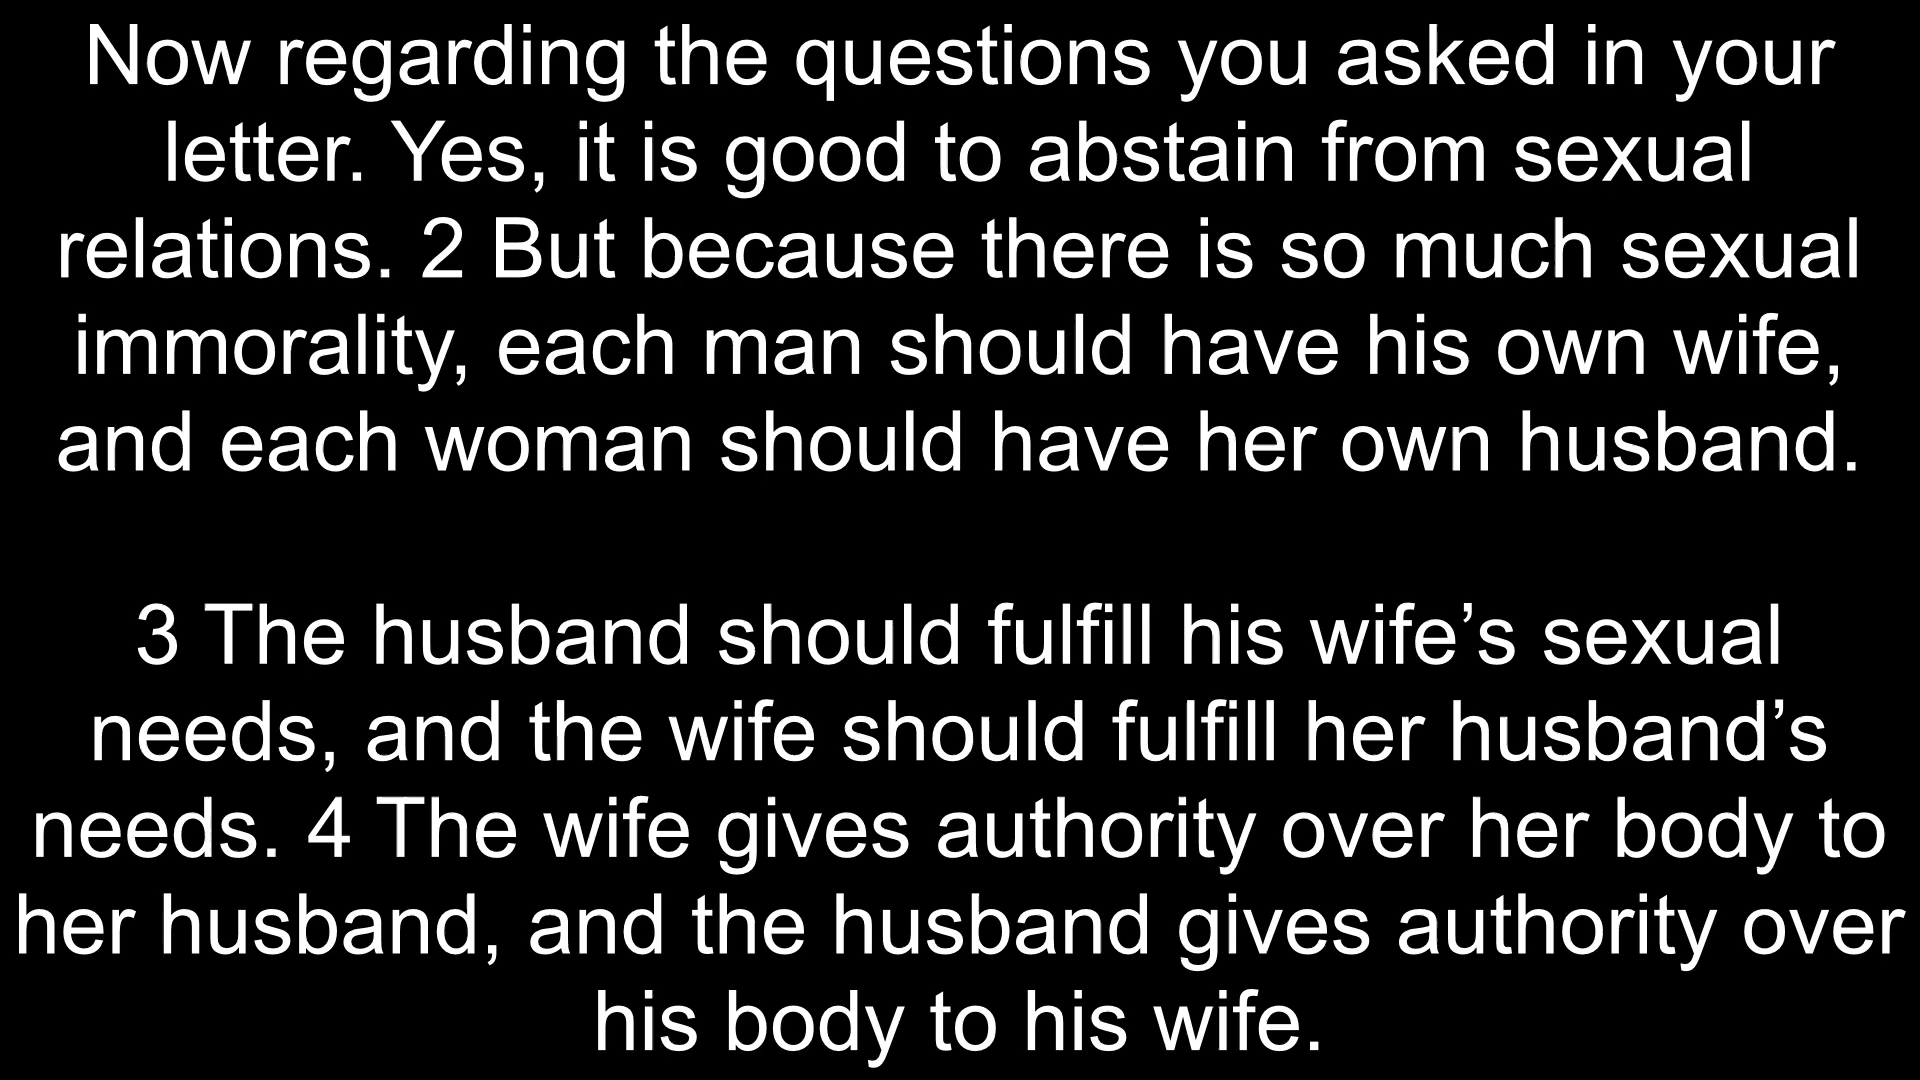 Now regarding the questions you asked in your
letter. Yes, it is good to abstain from sexual
relations. 2 But because there is so much sexual
immorality, each man should have his own wife,
and each woman should have her own husband.
3 The husband should fulfill his wife’s sexual
needs, and the wife should fulfill her husband’s
needs. 4 The wife gives authority over her body to
her husband, and the husband gives authority over
his body to his wife.